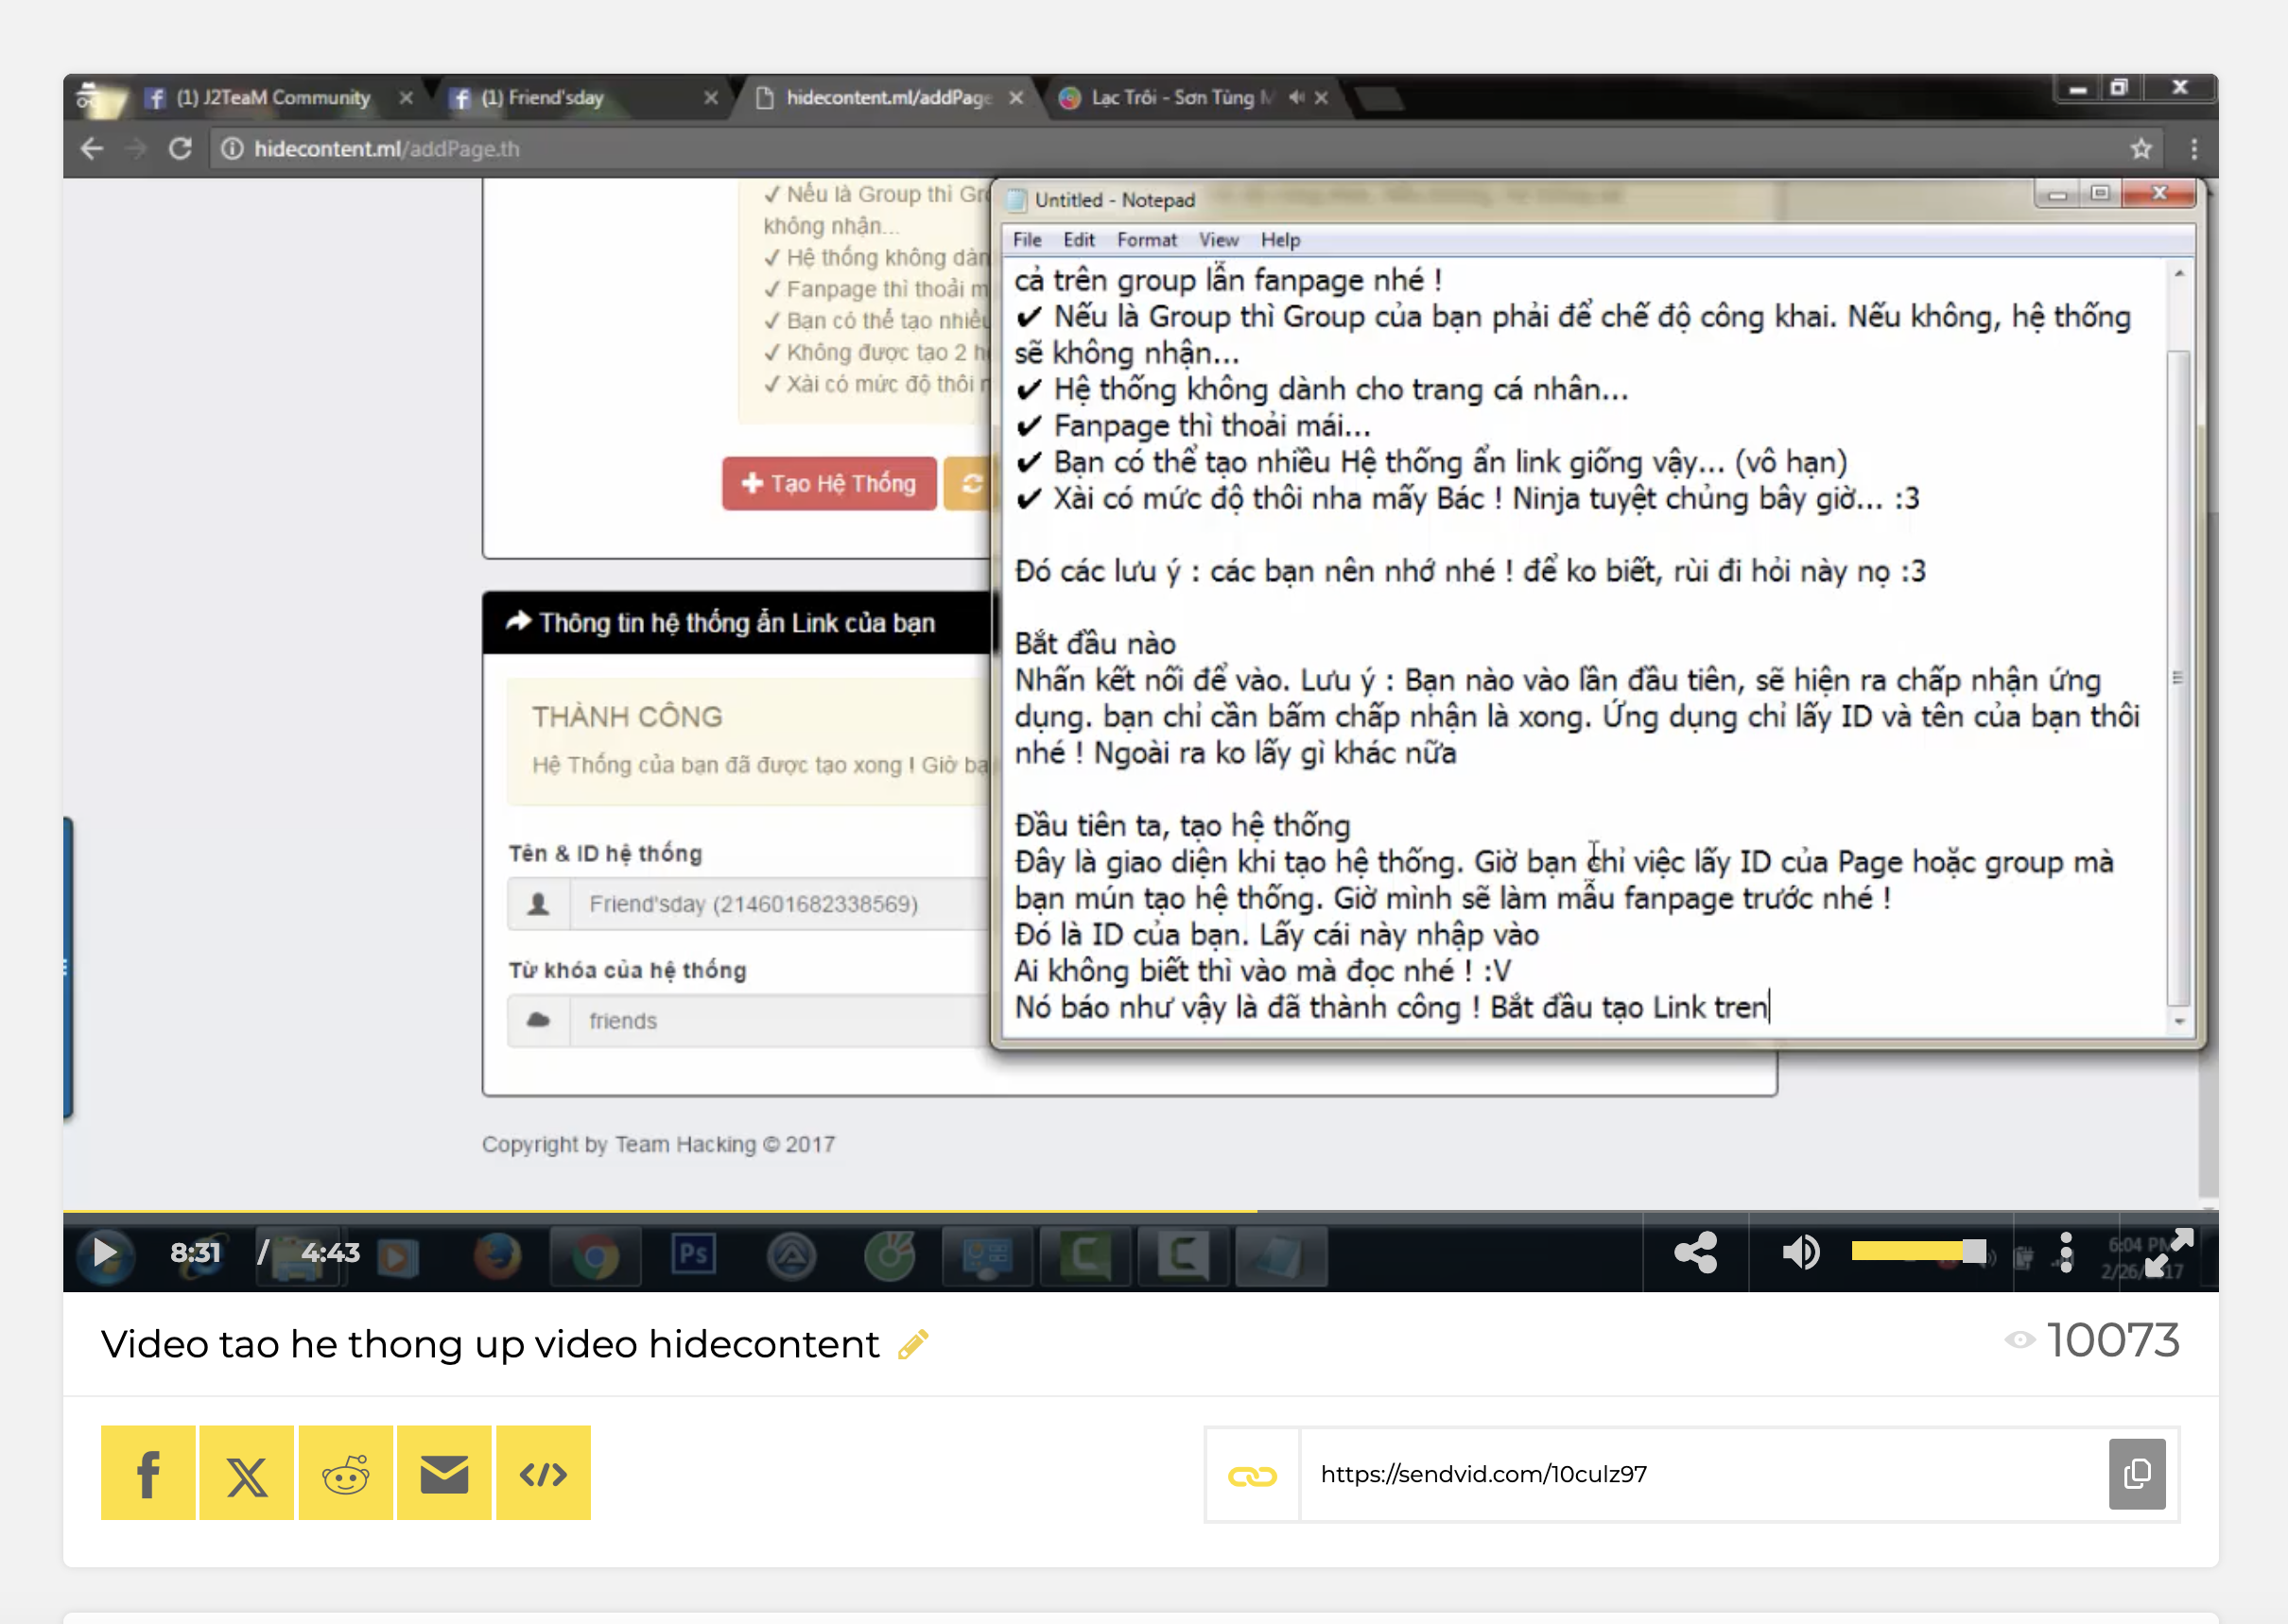 (1) J2TeaM Community
(1) Friend'sday
hidecontent.ml/addPage
Lạc Trôi - Sơn Tùng M
hidecontent.ml/addPage.th
✓ Nếu là Group thì Gro
không nhận...
✓ Hệ thống không dàn
✓ Fanpage thì thoải m
✓ Bạn có thể tạo nhiều
✓ Không được tạo 2 h
✓ Xài có mức độ thôi n
Tạo Hệ Thống
Thông tin hệ thống ẩn Link của bạn
THÀNH CÔNG
Hệ Thống của bạn đã được tạo xong ! Giờ bạ
Tên & ID hệ thống
Friend'sday (214601682338569)
Từ khóa của hệ thống
friends
Copyright by Team Hacking © 2017
Untitled - Notepad
File Edit Format View Help
cả trên group lẫn fanpage nhé !
✔ Nếu là Group thì Group của bạn phải để chế độ công khai. Nếu không, hệ thống
sẽ không nhận...
✔ Hệ thống không dành cho trang cá nhân...
✔ Fanpage thì thoải mái...
✔ Bạn có thể tạo nhiều Hệ thống ẩn link giống vậy... (vô hạn)
✔ Xài có mức độ thôi nha mấy Bác ! Ninja tuyệt chủng bây giờ... :3
Đó các lưu ý : các bạn nên nhớ nhé ! để ko biết, rùi đi hỏi này nọ :3
Bắt đầu nào
Nhấn kết nối để vào. Lưu ý : Bạn nào vào lần đầu tiên, sẽ hiện ra chấp nhận ứng
dụng. bạn chỉ cần bấm chấp nhận là xong. Ứng dụng chỉ lấy ID và tên của bạn thôi
nhé ! Ngoài ra ko lấy gì khác nữa
Đầu tiên ta, tạo hệ thống
Đây là giao diện khi tạo hệ thống. Giờ bạn chỉ việc lấy ID của Page hoặc group mà
bạn mún tạo hệ thống. Giờ mình sẽ làm mẫu fanpage trước nhé !
Đó là ID của bạn. Lấy cái này nhập vào
Ai không biết thì vào mà đọc nhé ! :V
Nó báo như vậy là đã thành công ! Bắt đầu tạo Link tren
8:31 / 4:43
Ps
6:04 PM
Video tao he thong up video hidecontent
10073
https://sendvid.com/10culz97